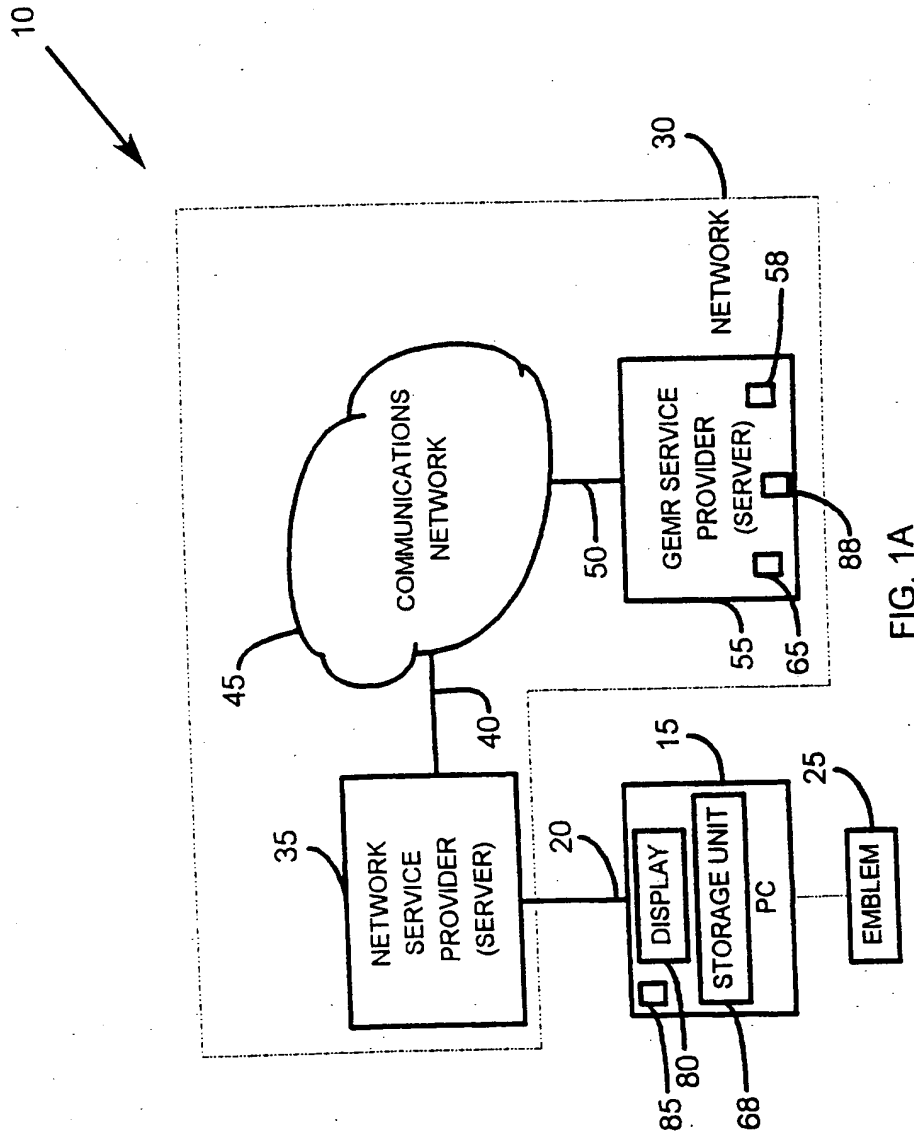 10
30
45
COMMUNICATIONS
NETWORK
NETWORK
35
NETWORK
SERVICE
PROVIDER
(SERVER)
40
50
GEMR SERVICE
PROVIDER
(SERVER)
58
88
65
55
20
15
DISPLAY
STORAGE UNIT
PC
85
80
68
25
EMBLEM
FIG. 1A